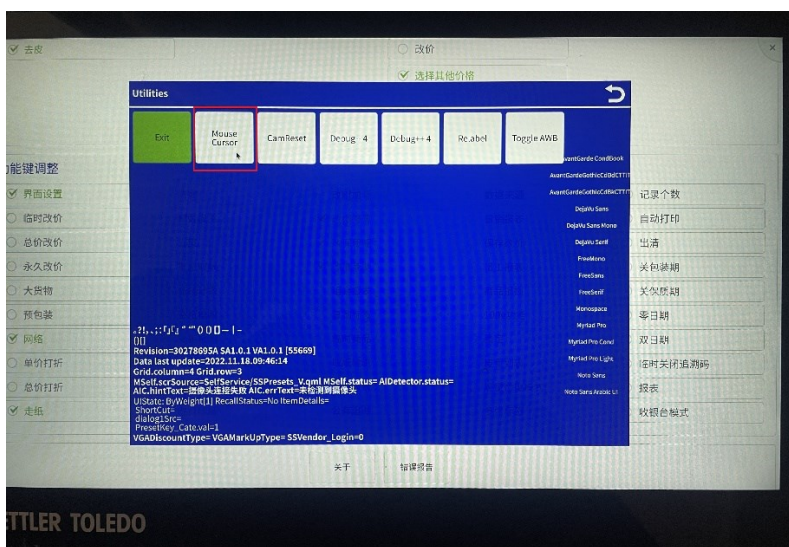 去皮
改价
选择其他价格
Utilities
Exit
Mouse Cursor
CamReset
Debug 4
Debug++ 4
Relabel
Toggle AWB
AvantGarde CondBook
AvantGardeGothicCdBdCTTIT
AvantGardeGothicCdBkCTTIT
DejaVu Sans
DejaVu Sans Mono
DejaVu Serif
FreeMono
FreeSans
FreeSerif
Monospace
Myriad Pro
Myriad Pro Cond
Myriad Pro Light
Noto Sans
Noto Sans Arabic UI
能键调整
界面设置
临时改价
总价改价
永久改价
大货物
预包装
网络
单价打折
总价打折
走纸
记录个数
自动打印
出清
关包装期
关保质期
零日期
双日期
临时关闭追溯码
报表
收银台模式
Revision=30278695A SA1.0.1 VA1.0.1 [55669]
Data last update=2022.11.18.09:46:14
Grid.column=4 Grid.row=3
MSelf.scrSource=SelfService/SSPresets_V.qml MSelf.status= AIDetector.status=
AIC.hintText=摄像头连接失败 AIC.errText=未检测到摄像头
UIState: ByWeight[1] RecallStatus=No ItemDetails=
ShortCut=
dialog1Src=
PresetKey_Cate.val=1
VGADiscountType= VGAMarkUpType= SSVendor_Login=0
关于
错误报告
ETTLER TOLEDO